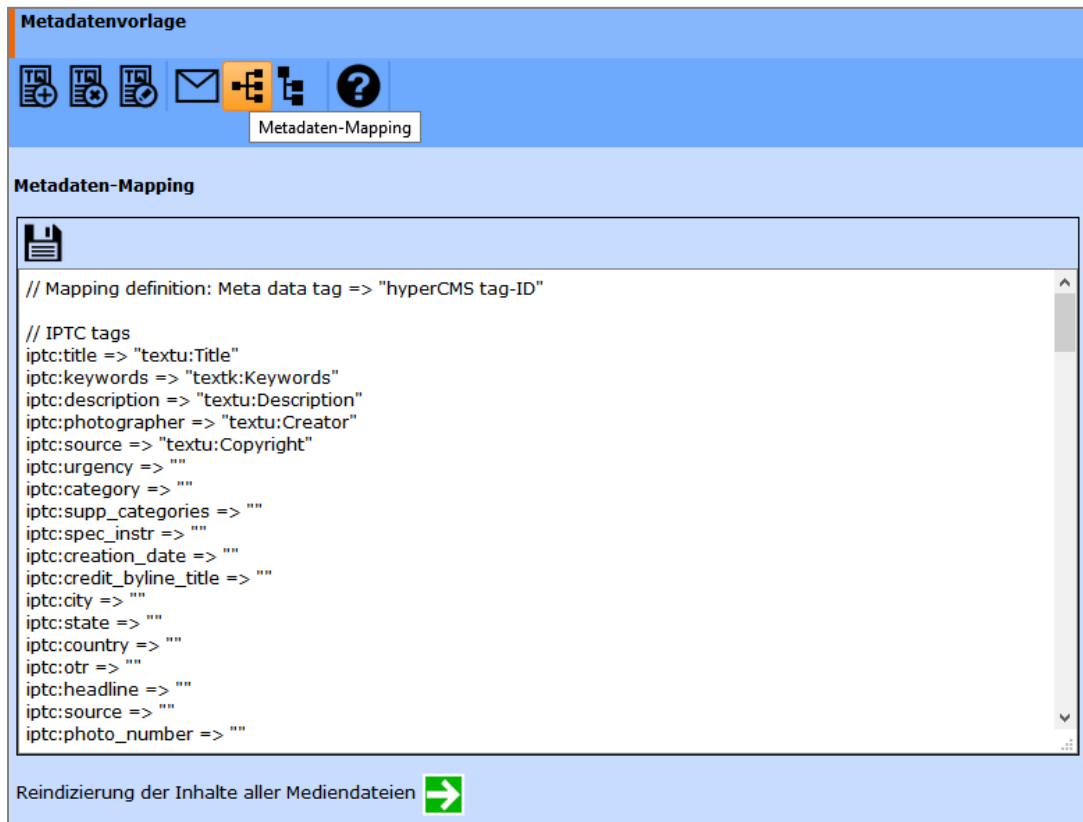 Metadatenvorlage
Metadaten-Mapping
Metadaten-Mapping
// Mapping definition: Meta data tag => "hyperCMS tag-ID"
// IPTC tags
iptc:title => "textu:Title"
iptc:keywords => "textk:Keywords"
iptc:description => "textu:Description"
iptc:photographer => "textu:Creator"
iptc:source => "textu:Copyright"
iptc:urgency => ""
iptc:category => ""
iptc:supp_categories => ""
iptc:spec_instr => ""
iptc:creation_date => ""
iptc:credit_byline_title => ""
iptc:city => ""
iptc:state => ""
iptc:country => ""
iptc:otr => ""
iptc:headline => ""
iptc:source => ""
iptc:photo_number => ""
Reindizierung der Inhalte aller Mediendateien